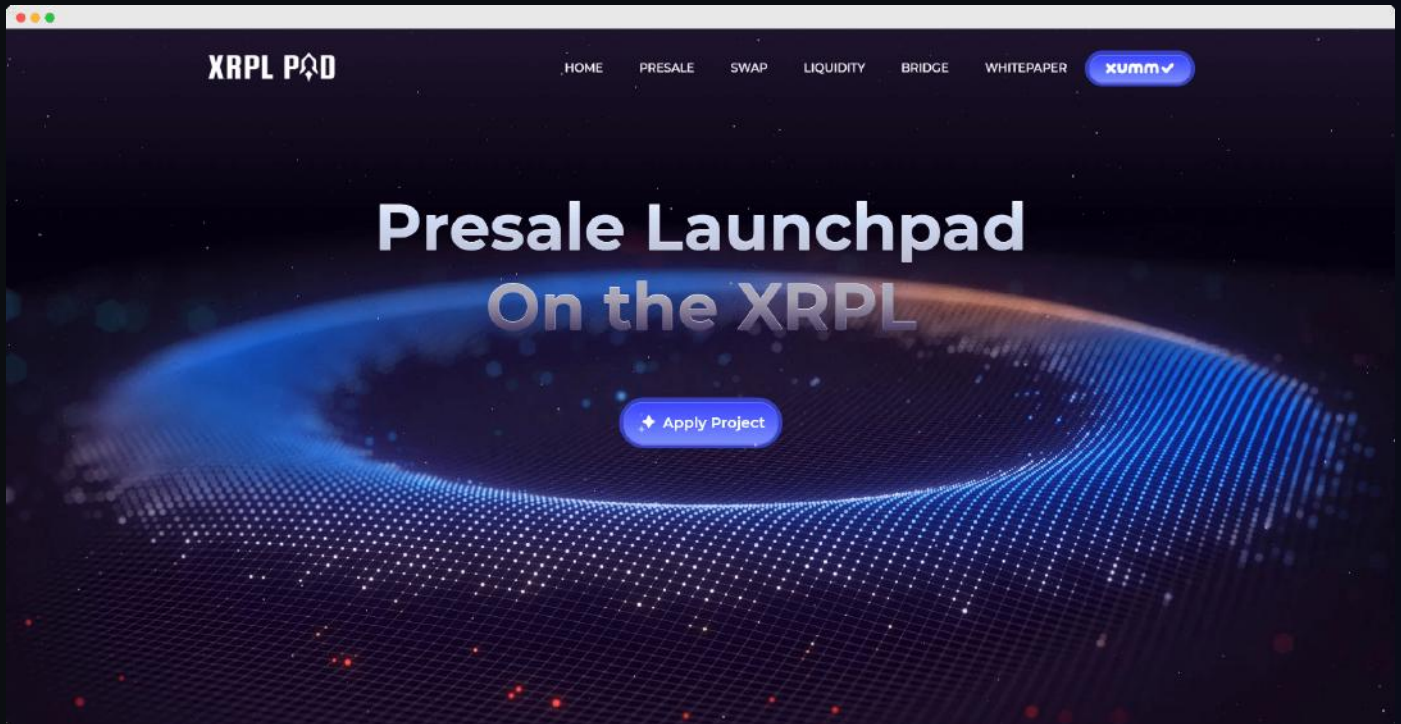 XRPL PAD
HOME PRESALE SWAP LIQUIDITY BRIDGE WHITEPAPER xumm
Presale Launchpad
On the XRPL
Apply Project